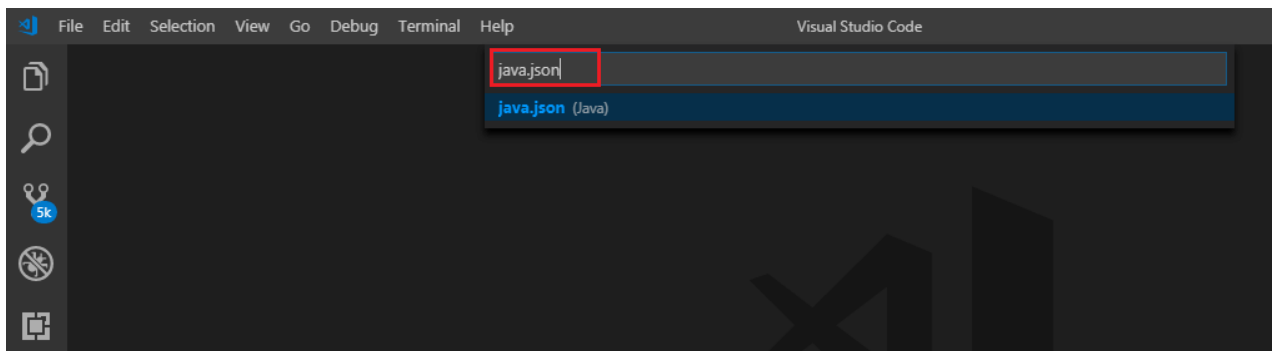 File Edit Selection View Go Debug Terminal Help Visual Studio Code
java.json
java.json (Java)
5k